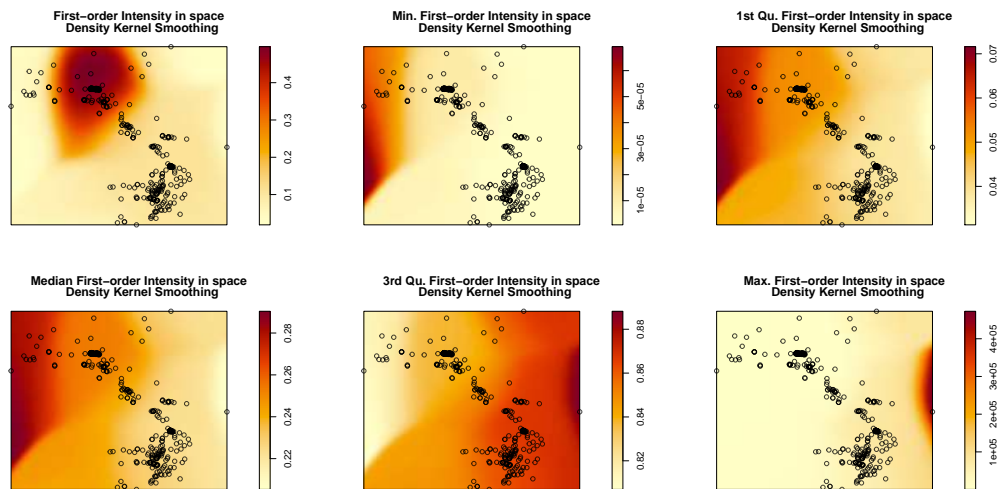 First−order Intensity in space
Density Kernel Smoothing
0.1 0.2 0.3 0.4
Min. First−order Intensity in space
Density Kernel Smoothing
1e−05 3e−05 5e−05
1st Qu. First−order Intensity in space
Density Kernel Smoothing
0.04 0.05 0.06 0.07
Median First−order Intensity in space
Density Kernel Smoothing
0.22 0.24 0.26 0.28
3rd Qu. First−order Intensity in space
Density Kernel Smoothing
0.82 0.84 0.86 0.88
Max. First−order Intensity in space
Density Kernel Smoothing
1e+05 2e+05 3e+05 4e+05